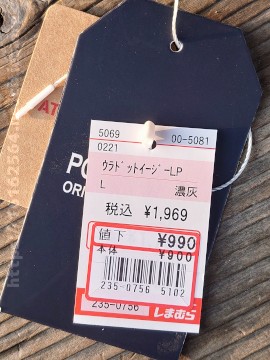 AT
PO
ORI
5069 00-5081
0221
ウラドットイージーLP
L 濃灰
税込 ¥1,969
値下 ¥990
本体 ¥900
235-0756 5102
235-0756
しまむら